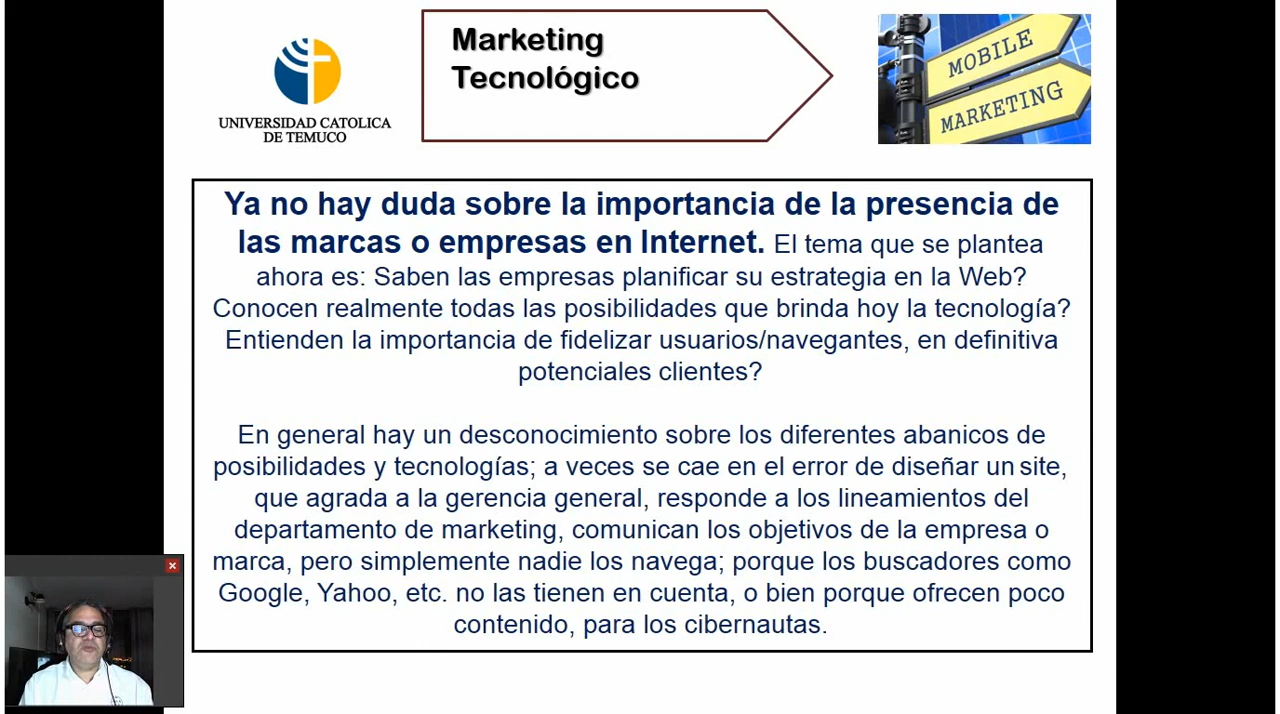 Marketing
Tecnológico
UNIVERSIDAD CATOLICA
DE TEMUCO
MOBILE
MARKETING
Ya no hay duda sobre la importancia de la presencia de
las marcas o empresas en Internet. El tema que se plantea
ahora es: Saben las empresas planificar su estrategia en la Web?
Conocen realmente todas las posibilidades que brinda hoy la tecnología?
Entienden la importancia de fidelizar usuarios/navegantes, en definitiva
potenciales clientes?
En general hay un desconocimiento sobre los diferentes abanicos de
posibilidades y tecnologías; a veces se cae en el error de diseñar un site,
que agrada a la gerencia general, responde a los lineamientos del
departamento de marketing, comunican los objetivos de la empresa o
marca, pero simplemente nadie los navega; porque los buscadores como
Google, Yahoo, etc. no las tienen en cuenta, o bien porque ofrecen poco
contenido, para los cibernautas.